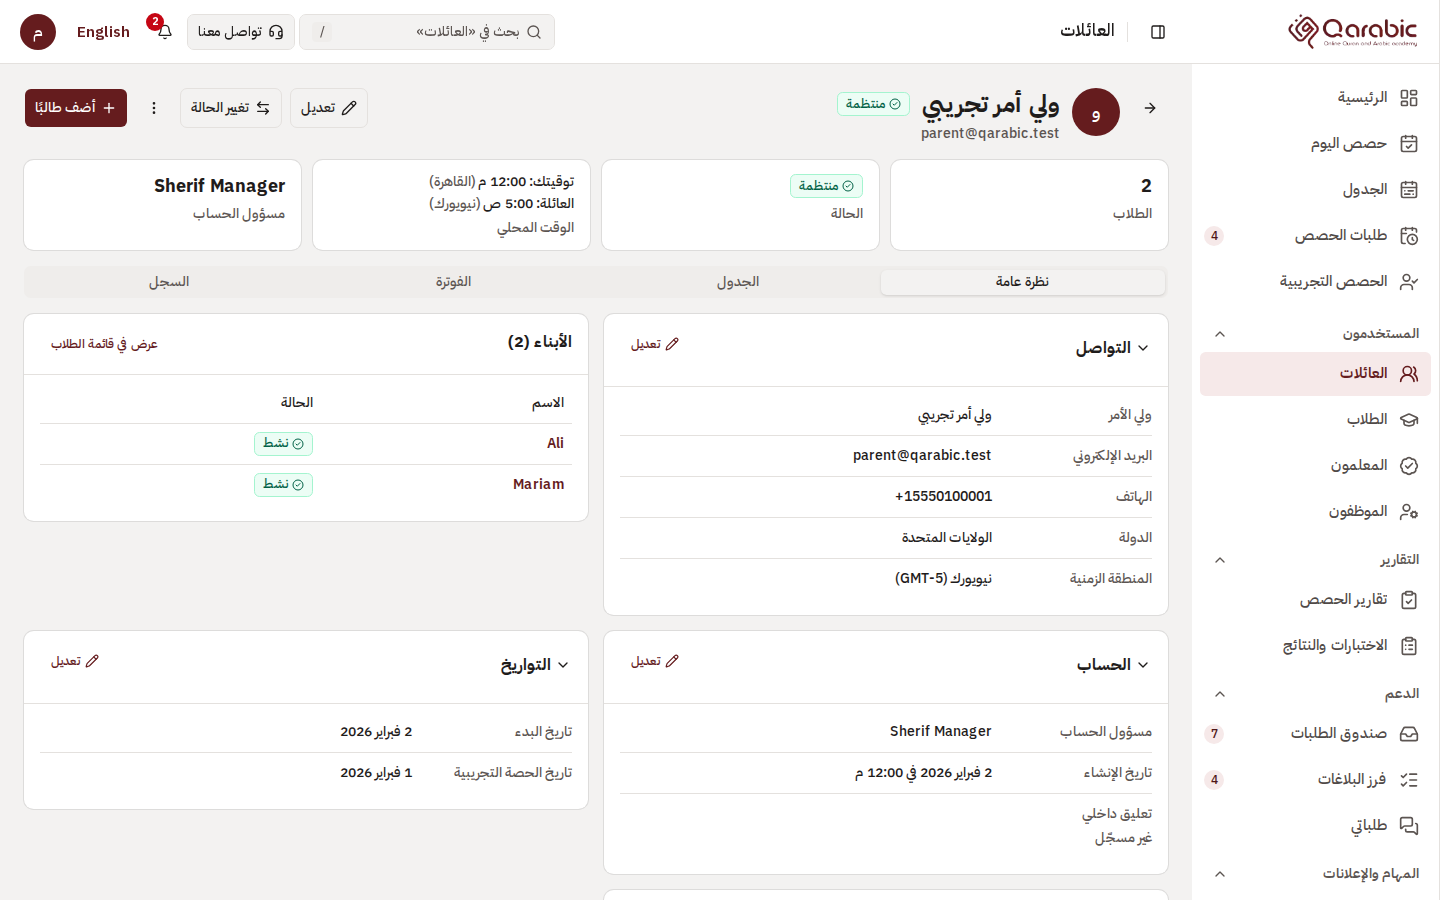 Qarabic
Online Quran and Arabic academy
العائلات
بحث في «العائلات»
/
تواصل معنا
2
English
م
الرئيسية
حصص اليوم
الجدول
طلبات الحصص
4
الحصص التجريبية
المستخدمون
العائلات
الطلاب
المعلمون
الموظفون
التقارير
تقارير الحصص
الاختبارات والنتائج
الدعم
صندوق الطلبات
7
فرز البلاغات
4
طلباتي
المهام والإعلانات
و
ولي أمر تجريبي
منتظمة
parent@qarabic.test
تعديل
تغيير الحالة
أضف طالبًا
2
الطلاب
منتظمة
الحالة
توقيتك: 12:00 م (القاهرة)
العائلة: 5:00 ص (نيويورك)
الوقت المحلي
Sherif Manager
مسؤول الحساب
نظرة عامة
الجدول
الفوترة
السجل
التواصل
تعديل
ولي الأمر
ولي أمر تجريبي
البريد الإلكتروني
parent@qarabic.test
الهاتف
+15550100001
الدولة
الولايات المتحدة
المنطقة الزمنية
نيويورك (GMT-5)
الأبناء (2)
عرض في قائمة الطلاب
الاسم
الحالة
Ali
نشط
Mariam
نشط
الحساب
تعديل
مسؤول الحساب
Sherif Manager
تاريخ الإنشاء
2 فبراير 2026 في 12:00 م
تعليق داخلي
غير مسجّل
التواريخ
تعديل
تاريخ البدء
2 فبراير 2026
تاريخ الحصة التجريبية
1 فبراير 2026